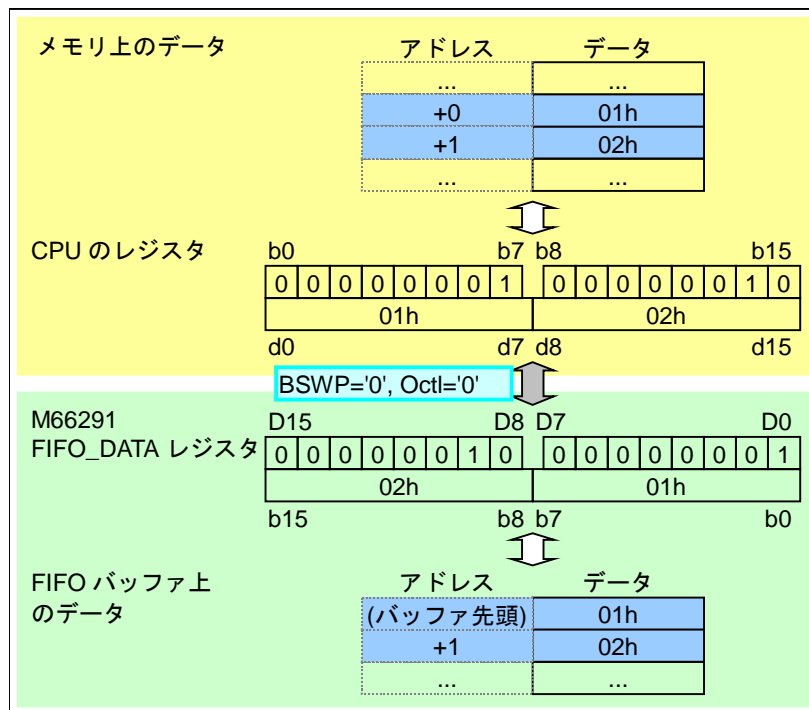 メモリ上のデータ
アドレス データ
... ...
+0 01h
+1 02h
... ...
CPU のレジスタ
b0 b7 b8 b15
0 0 0 0 0 0 0 1 0 0 0 0 0 0 1 0
01h 02h
d0 d7 d8 d15
BSWP='0', Octl='0'
M66291
FIFO_DATA レジスタ
D15 D8 D7 D0
0 0 0 0 0 0 1 0 0 0 0 0 0 0 0 1
02h 01h
b15 b8 b7 b0
FIFO バッファ上
のデータ
アドレス データ
(バッファ先頭) 01h
+1 02h
... ...